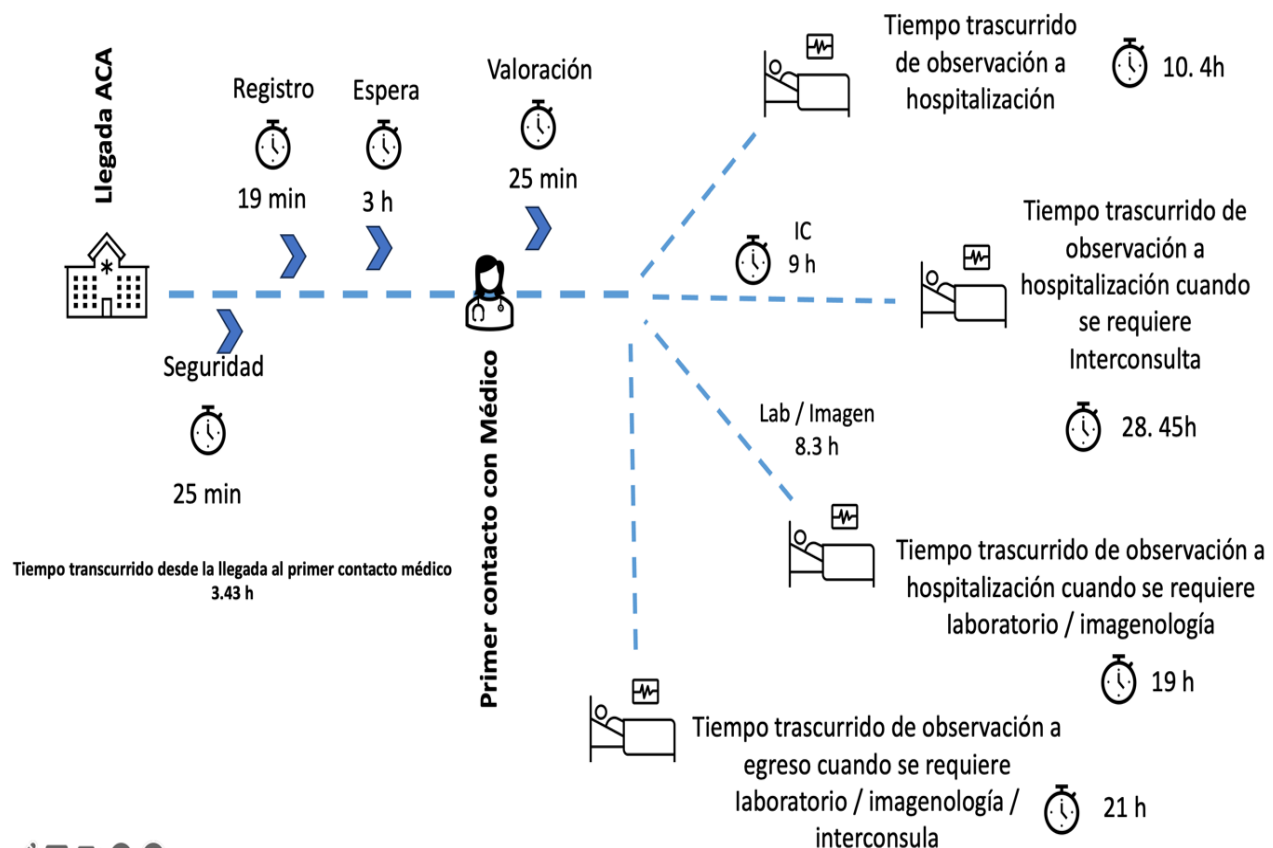 Llegada ACA
Registro
19 min
Espera
3 h
Valoración
25 min
Seguridad
25 min
Tiempo transcurrido desde la llegada al primer contacto médico
3.43 h
Primer contacto con Médico
Tiempo trascurrido
de observación a
hospitalización
10. 4h
IC
9 h
Tiempo trascurrido de
observación a
hospitalización cuando
se requiere
Interconsulta
28. 45h
Lab / Imagen
8.3 h
Tiempo trascurrido de observación a
hospitalización cuando se requiere
laboratorio / imagenología
19 h
Tiempo trascurrido de observación a
egreso cuando se requiere
laboratorio / imagenología /
interconsula
21 h